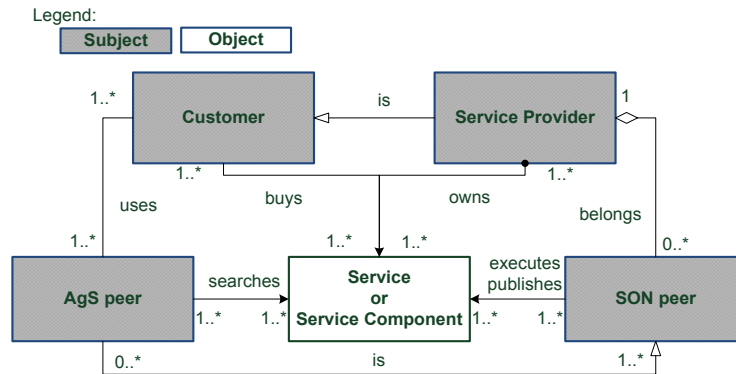 Legend:
Subject
Object
1..*
Customer
is
Service Provider
1
1..*
buys
owns
1..*
uses
belongs
1..*
1..*
1..*
0..*
AgS peer
searches
Service
or
Service Component
executes
publishes
SON peer
1..*
1..*
1..*
1..*
0..*
is
1..*